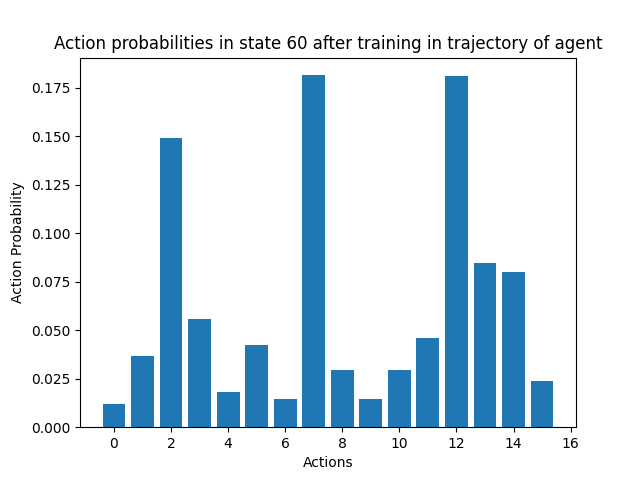 Action probabilities in state 60 after training in trajectory of agent
0.175
0.150
0.125
0.100
0.075
0.050
0.025
0.000
Action Probability
0 2 4 6 8 10 12 14 16
Actions